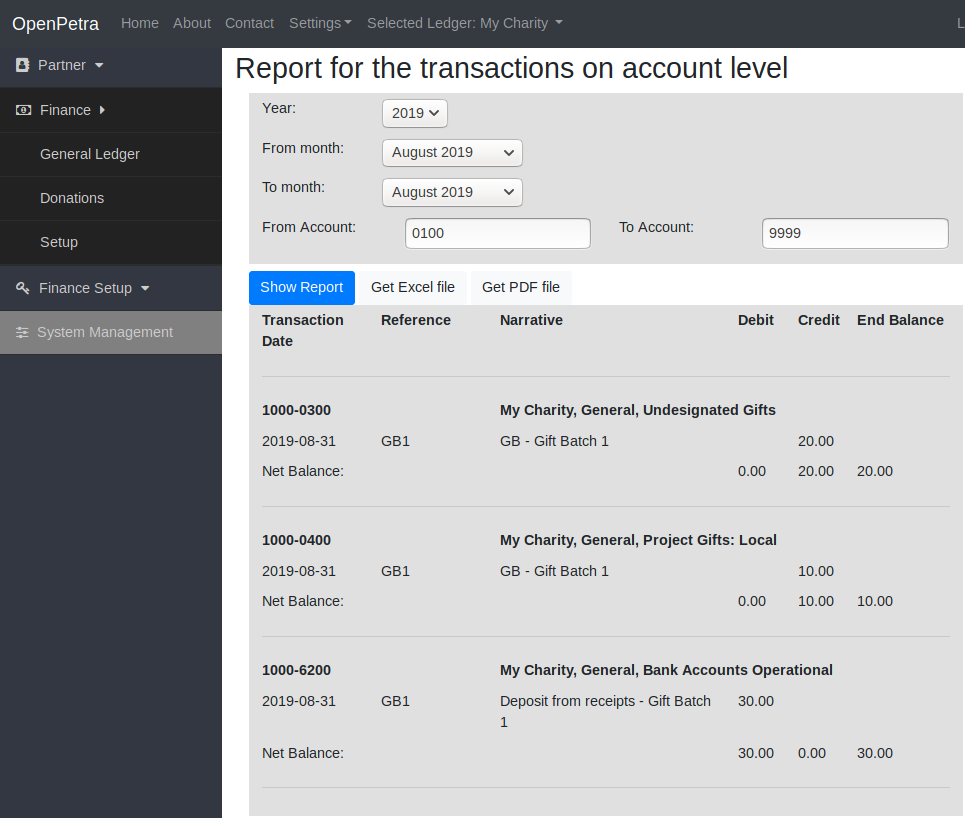 OpenPetra Home About Contact Settings Selected Ledger: My Charity L
Partner
Finance
General Ledger
Donations
Setup
Finance Setup
System Management
Report for the transactions on account level
Year: 2019
From month: August 2019
To month: August 2019
From Account: 0100 To Account: 9999
Show Report Get Excel file Get PDF file
Transaction Reference Narrative Debit Credit End Balance
Date
1000-0300 My Charity, General, Undesignated Gifts
2019-08-31 GB1 GB - Gift Batch 1 20.00
Net Balance: 0.00 20.00 20.00
1000-0400 My Charity, General, Project Gifts: Local
2019-08-31 GB1 GB - Gift Batch 1 10.00
Net Balance: 0.00 10.00 10.00
1000-6200 My Charity, General, Bank Accounts Operational
2019-08-31 GB1 Deposit from receipts - Gift Batch 30.00
1
Net Balance: 30.00 0.00 30.00